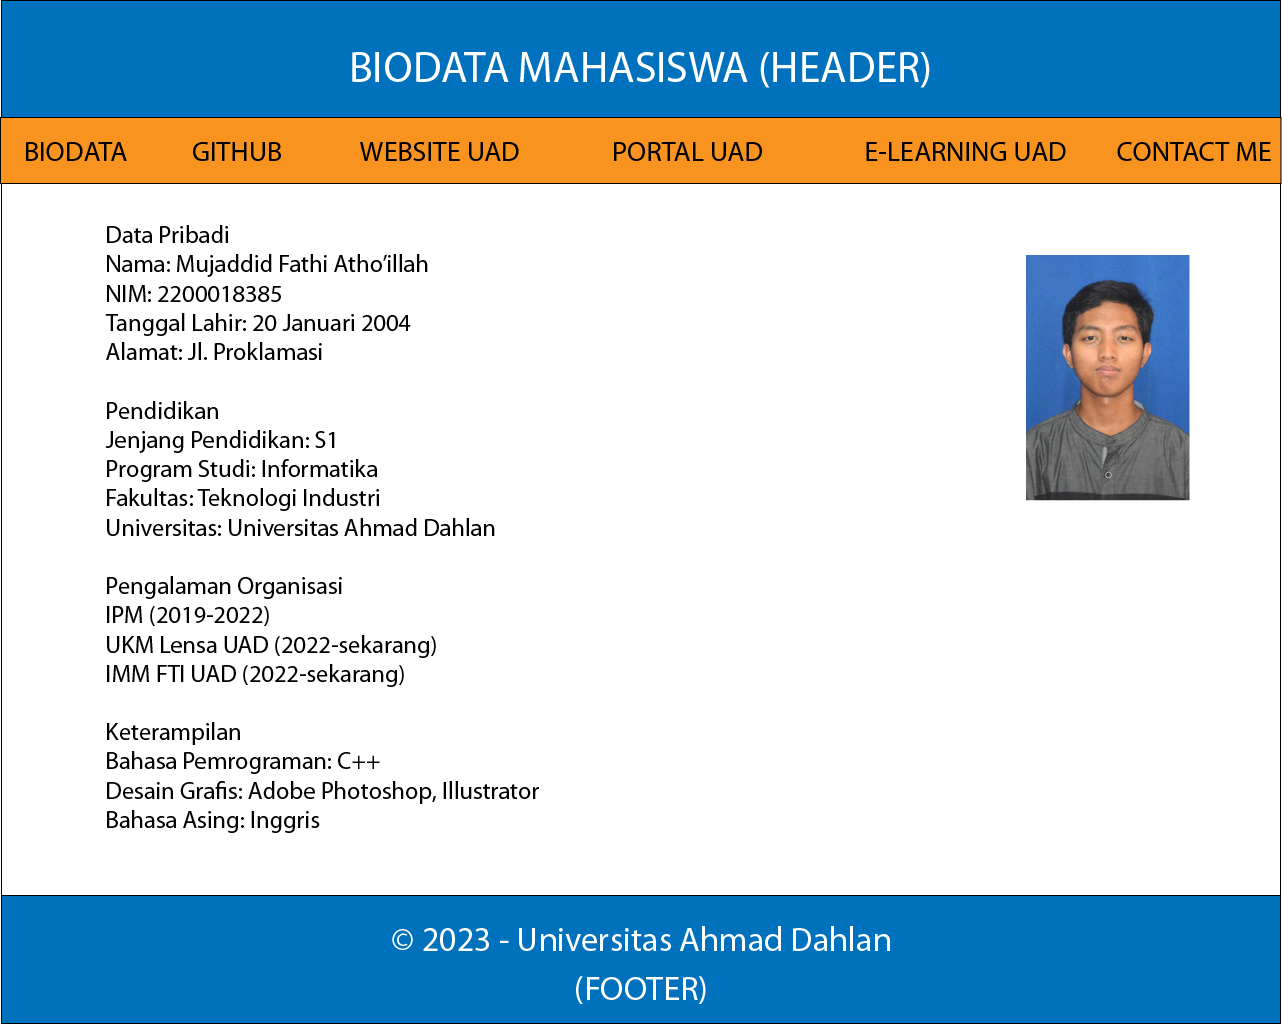 BIODATA MAHASISWA (HEADER)
BIODATA GITHUB WEBSITE UAD PORTAL UAD E-LEARNING UAD CONTACT ME
Data Pribadi
Nama: Mujaddid Fathi Atho’illah
NIM: 2200018385
Tanggal Lahir: 20 Januari 2004
Alamat: Jl. Proklamasi
Pendidikan
Jenjang Pendidikan: S1
Program Studi: Informatika
Fakultas: Teknologi Industri
Universitas: Universitas Ahmad Dahlan
Pengalaman Organisasi
IPM (2019-2022)
UKM Lensa UAD (2022-sekarang)
IMM FTI UAD (2022-sekarang)
Keterampilan
Bahasa Pemrograman: C++
Desain Grafis: Adobe Photoshop, Illustrator
Bahasa Asing: Inggris
© 2023 - Universitas Ahmad Dahlan
(FOOTER)